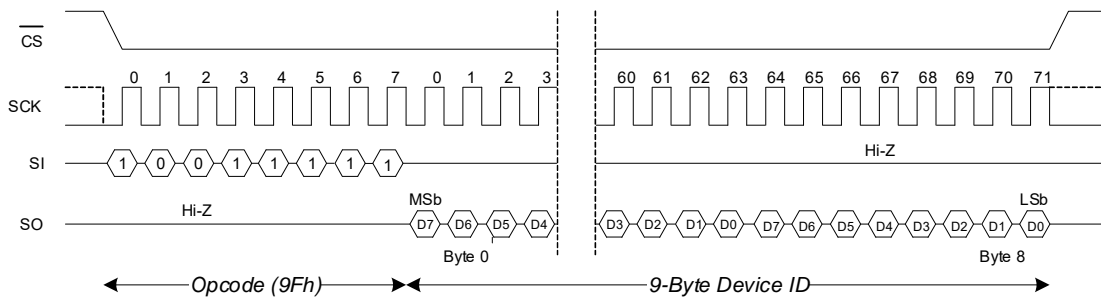 CS
0 1 2 3 4 5 6 7 0 1 2 3 60 61 62 63 64 65 66 67 68 69 70 71
SCK
Hi-Z
SI 1 0 0 1 1 1 1 1
MSb LSb
Hi-Z
SO D7 D6 D5 D4 D3 D2 D1 D0 D7 D6 D5 D4 D3 D2 D1 D0
Byte 0 Byte 8
Opcode (9Fh) 9-Byte Device ID